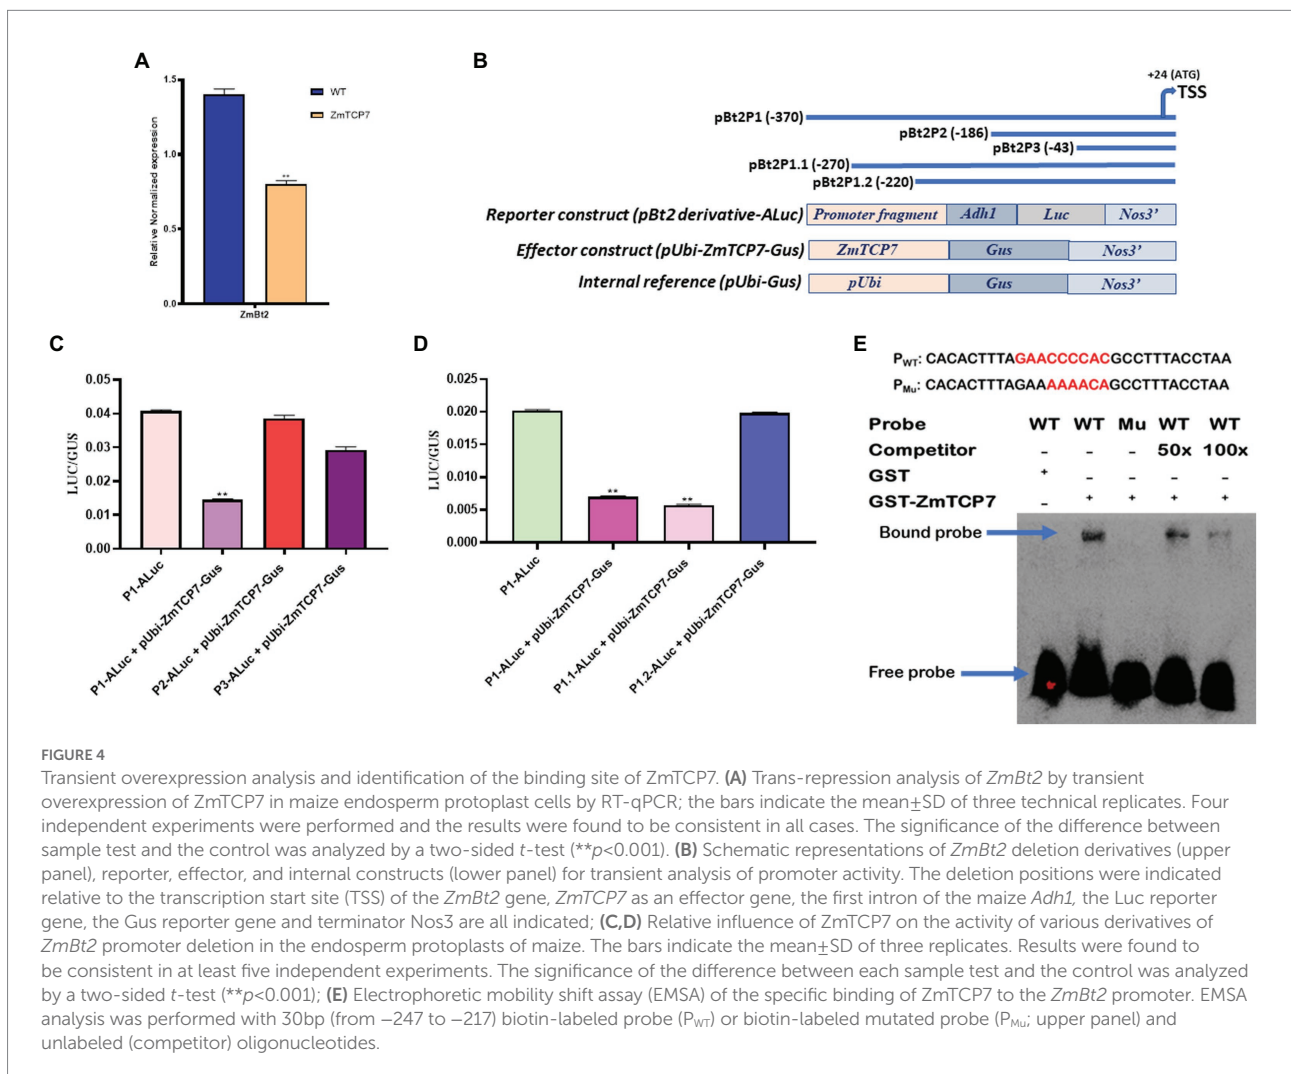 A
1.5
1.0
0.5
0.0
Relative Normalized expression
WT
ZmTCP7
**
ZmBt2
B
+24 (ATG)
TSS
pBt2P1 (-370)
pBt2P2 (-186)
pBt2P3 (-43)
pBt2P1.1 (-270)
pBt2P1.2 (-220)
Reporter construct (pBt2 derivative-ALuc) Promoter fragment Adh1 Luc Nos3'
Effector construct (pUbi-ZmTCP7-Gus) ZmTCP7 Gus Nos3'
Internal reference (pUbi-Gus) pUbi Gus Nos3'
C
0.05
0.04
0.03
0.02
0.01
0.00
LUC/GUS
**
P1-ALuc
P1-ALuc + pUbi-ZmTCP7-Gus
P2-ALuc + pUbi-ZmTCP7-Gus
P3-ALuc + pUbi-ZmTCP7-Gus
D
0.025
0.020
0.015
0.010
0.005
0.000
LUC/GUS
**
**
P1-ALuc
P1-ALuc + pUbi-ZmTCP7-Gus
P1.1-ALuc + pUbi-ZmTCP7-Gus
P1.2-ALuc + pUbi-ZmTCP7-Gus
E
PWT: CACACTTTAGAACCCCACGCCTTTACCTAA
PMu: CACACTTTAGAAAAAACAGCCTTTACCTAA
Probe WT WT Mu WT WT
Competitor - - - 50x 100x
GST + - - - -
GST-ZmTCP7 - + + + +
Bound probe
Free probe
FIGURE 4
Transient overexpression analysis and identification of the binding site of ZmTCP7. (A) Trans-repression analysis of ZmBt2 by transient
overexpression of ZmTCP7 in maize endosperm protoplast cells by RT-qPCR; the bars indicate the mean±SD of three technical replicates. Four
independent experiments were performed and the results were found to be consistent in all cases. The significance of the difference between
sample test and the control was analyzed by a two-sided t-test (**p<0.001). (B) Schematic representations of ZmBt2 deletion derivatives (upper
panel), reporter, effector, and internal constructs (lower panel) for transient analysis of promoter activity. The deletion positions were indicated
relative to the transcription start site (TSS) of the ZmBt2 gene, ZmTCP7 as an effector gene, the first intron of the maize Adh1, the Luc reporter
gene, the Gus reporter gene and terminator Nos3 are all indicated; (C,D) Relative influence of ZmTCP7 on the activity of various derivatives of
ZmBt2 promoter deletion in the endosperm protoplasts of maize. The bars indicate the mean±SD of three replicates. Results were found to
be consistent in at least five independent experiments. The significance of the difference between each sample test and the control was analyzed
by a two-sided t-test (**p<0.001); (E) Electrophoretic mobility shift assay (EMSA) of the specific binding of ZmTCP7 to the ZmBt2 promoter. EMSA
analysis was performed with 30bp (from −247 to −217) biotin-labeled probe (PWT) or biotin-labeled mutated probe (PMu; upper panel) and
unlabeled (competitor) oligonucleotides.